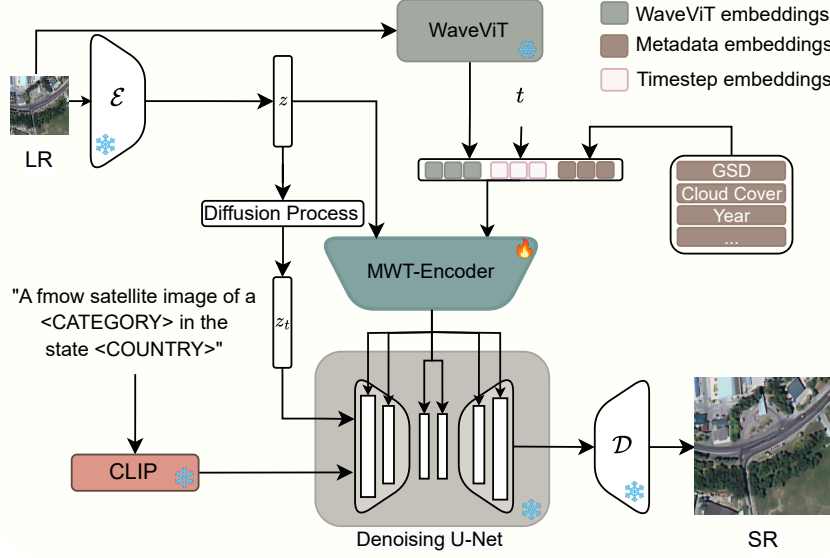 WaveViT
WaveViT embeddings
Metadata embeddings
Timestep embeddings
ℰ
z
t
LR
GSD
Cloud Cover
Year
...
Diffusion Process
MWT-Encoder
"A fmow satellite image of a
<CATEGORY> in the
state <COUNTRY>"
z_t
CLIP
𝒟
Denoising U-Net
SR